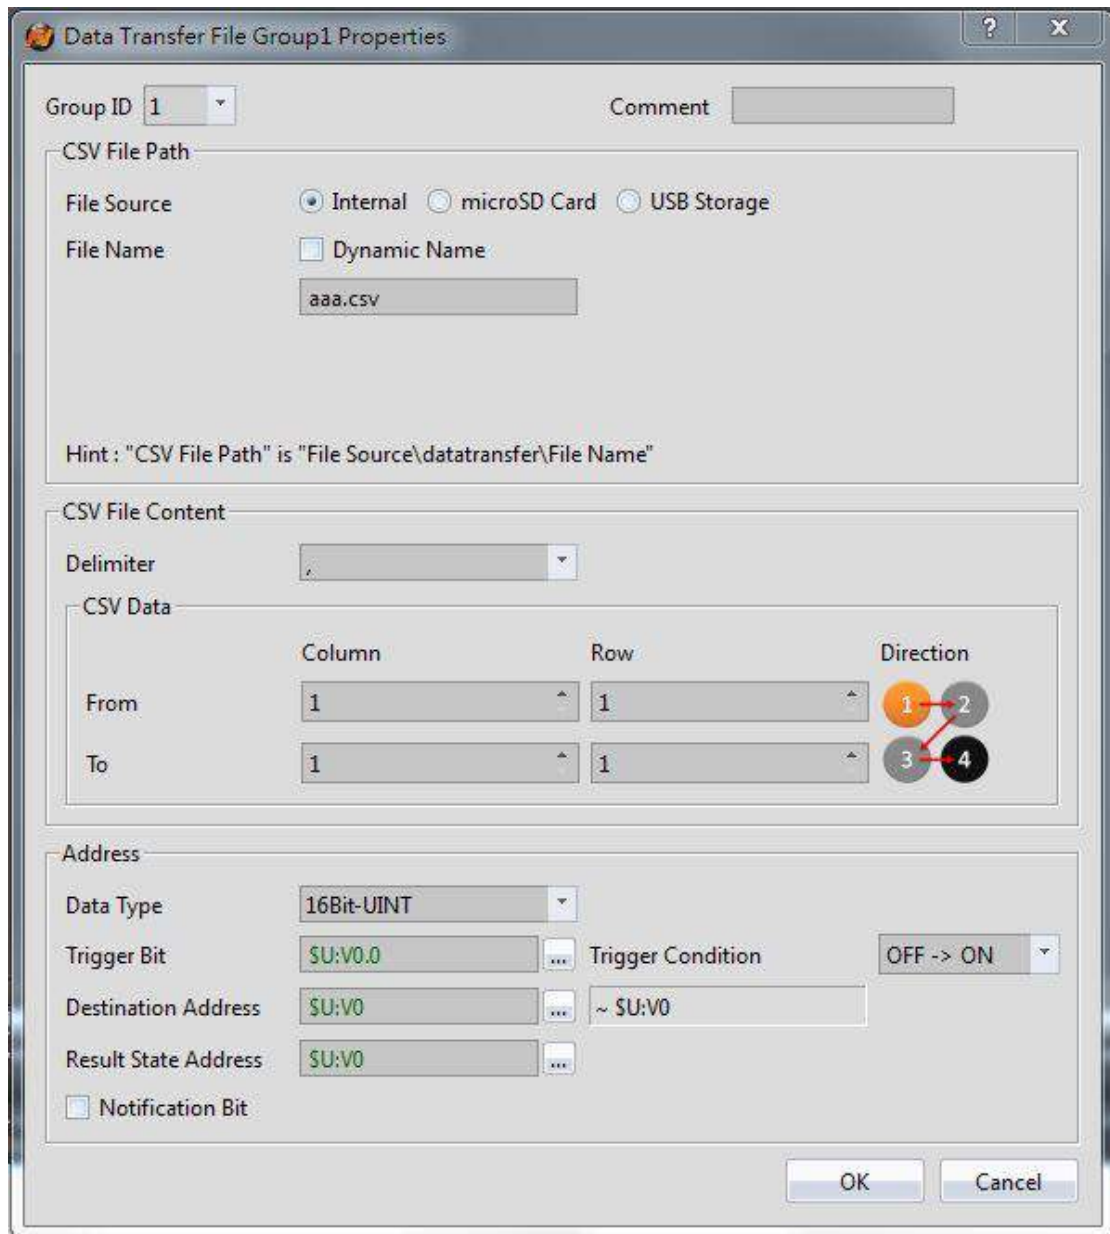 Data Transfer File Group1 Properties ? X
Group ID 1 Comment
CSV File Path
File Source Internal microSD Card USB Storage
File Name Dynamic Name
aaa.csv
Hint : "CSV File Path" is "File Source\datatransfer\File Name"
CSV File Content
Delimiter ,
CSV Data
Column Row Direction
From 1 1 1 2
To 1 1 3 4
Address
Data Type 16Bit-UINT
Trigger Bit $U:V0.0 ... Trigger Condition OFF -> ON
Destination Address $U:V0 ... ~ $U:V0
Result State Address $U:V0 ...
Notification Bit
OK Cancel